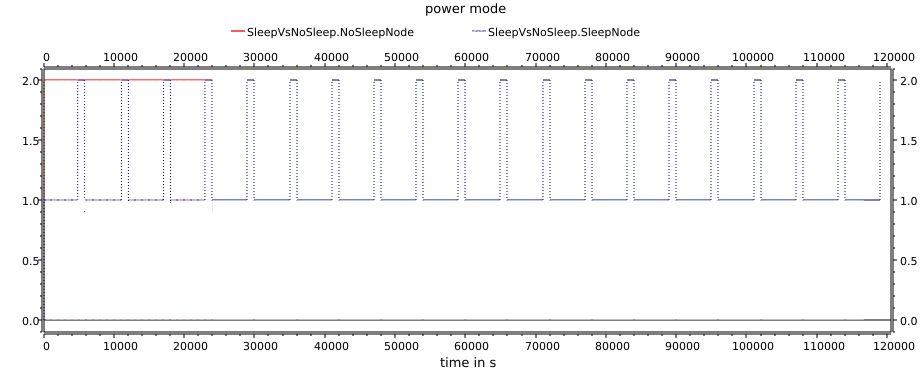 power mode
SleepVsNoSleep.NoSleepNode SleepVsNoSleep.SleepNode
0 10000 20000 30000 40000 50000 60000 70000 80000 90000 100000 110000 120000
2.0 2.0
1.5 1.5
1.0 1.0
0.5 0.5
0.0 0.0
0 10000 20000 30000 40000 50000 60000 70000 80000 90000 100000 110000 120000
time in s